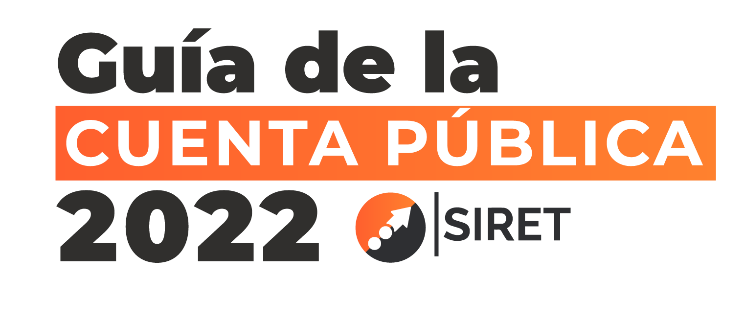 Guía de la
CUENTA PÚBLICA
2022 |SIRET